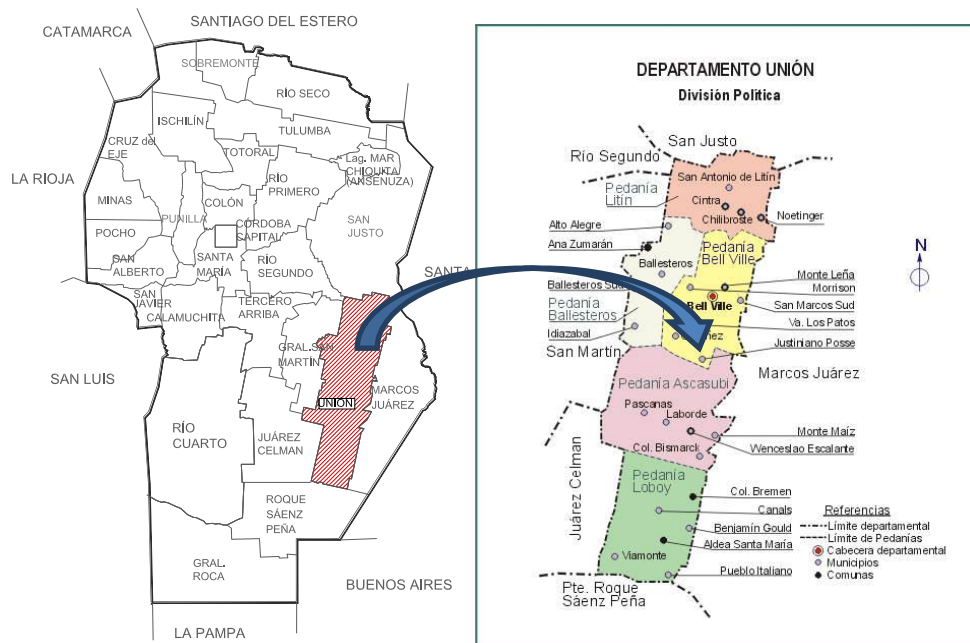 SANTIAGO DEL ESTERO
CATAMARCA
SOBREMONTE
RÍO SECO
ISCHILÍN
TULUMBA
CRUZ del
EJE
TOTORAL
Lag. MAR
CHIQUITA
(ANSENUZA)
LA RIOJA
RÍO
PRIMERO
MINAS
COLÓN
PUNILLA
SAN
JUSTO
POCHO
CÓRDOBA
CAPITAL
SAN
ALBERTO
SANTA
MARÍA
RÍO
SEGUNDO
SANTA
SAN
JAVIER
CALAMUCHITA
TERCERO
ARRIBA
GRAL. SAN
MARTÍN
SAN LUIS
MARCOS
JUÁREZ
UNIÓN
RÍO
CUARTO
JUÁREZ
CELMAN
ROQUE
SÁENZ
PEÑA
GRAL.
ROCA
BUENOS AIRES
LA PAMPA
DEPARTAMENTO UNIÓN
División Política
San Justo
Río Segundo
San Antonio de Litín
Pedanía
Litín
Cintra
Chilibroste
Noetinger
Alto Alegre
Ana Zumarán
Pedanía
Bell Ville
N
Ballesteros
Monte Leña
Morrison
Ballesteros Sud
Bell Ville
San Marcos Sud
Pedanía
Ballesteros
Va. Los Patos
Idiazabal
Justiniano Posse
San Martín
Marcos Juárez
Pedanía Ascasubi
Pascanas
Laborde
Monte Maíz
Wenceslao Escalante
Col. Bismarck
Juárez Celman
Pedanía
Loboy
Col. Bremen
Canals
Benjamín Gould
Aldea Santa María
Viamonte
Pueblo Italiano
Pte. Roque
Sáenz Peña
Referencias
Límite departamental
Límite de Pedanías
Cabecera departamental
Municipios
Comunas